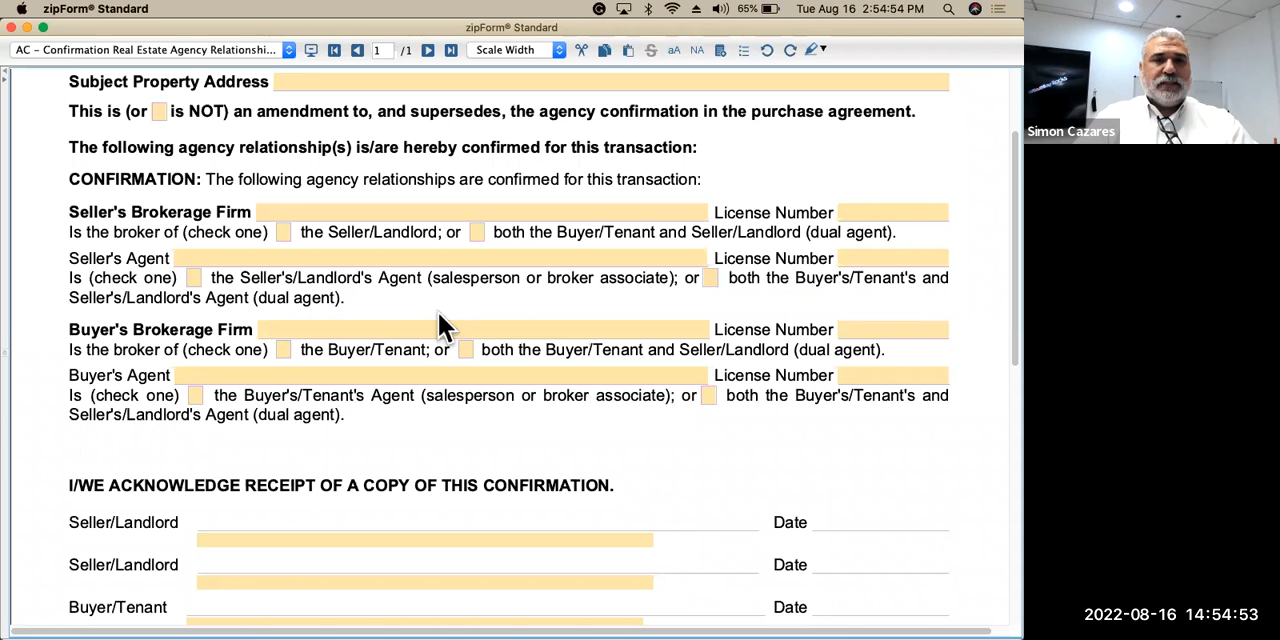 zipForm® Standard
65%
Tue Aug 16 2:54:54 PM
zipForm® Standard
AC - Confirmation Real Estate Agency Relationshi...
1 /1
Scale Width
S aA NA
Subject Property Address
This is (or is NOT) an amendment to, and supersedes, the agency confirmation in the purchase agreement.
The following agency relationship(s) is/are hereby confirmed for this transaction:
CONFIRMATION: The following agency relationships are confirmed for this transaction:
Seller's Brokerage Firm License Number
Is the broker of (check one) the Seller/Landlord; or both the Buyer/Tenant and Seller/Landlord (dual agent).
Seller's Agent License Number
Is (check one) the Seller's/Landlord's Agent (salesperson or broker associate); or both the Buyer's/Tenant's and
Seller's/Landlord's Agent (dual agent).
Buyer's Brokerage Firm License Number
Is the broker of (check one) the Buyer/Tenant; or both the Buyer/Tenant and Seller/Landlord (dual agent).
Buyer's Agent License Number
Is (check one) the Buyer's/Tenant's Agent (salesperson or broker associate); or both the Buyer's/Tenant's and
Seller's/Landlord's Agent (dual agent).
I/WE ACKNOWLEDGE RECEIPT OF A COPY OF THIS CONFIRMATION.
Seller/Landlord Date
Seller/Landlord Date
Buyer/Tenant Date
Simon Cazares
2022-08-16 14:54:53